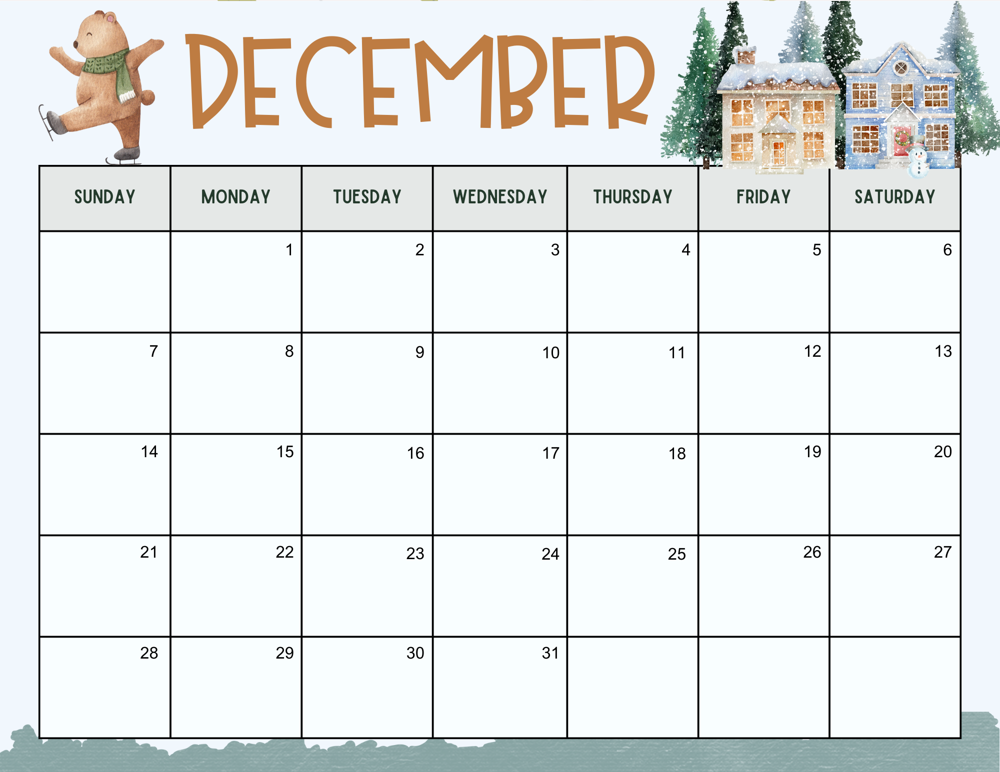 DECEMBER
SUNDAY MONDAY TUESDAY WEDNESDAY THURSDAY FRIDAY SATURDAY
1 2 3 4 5 6
7 8 9 10 11 12 13
14 15 16 17 18 19 20
21 22 23 24 25 26 27
28 29 30 31